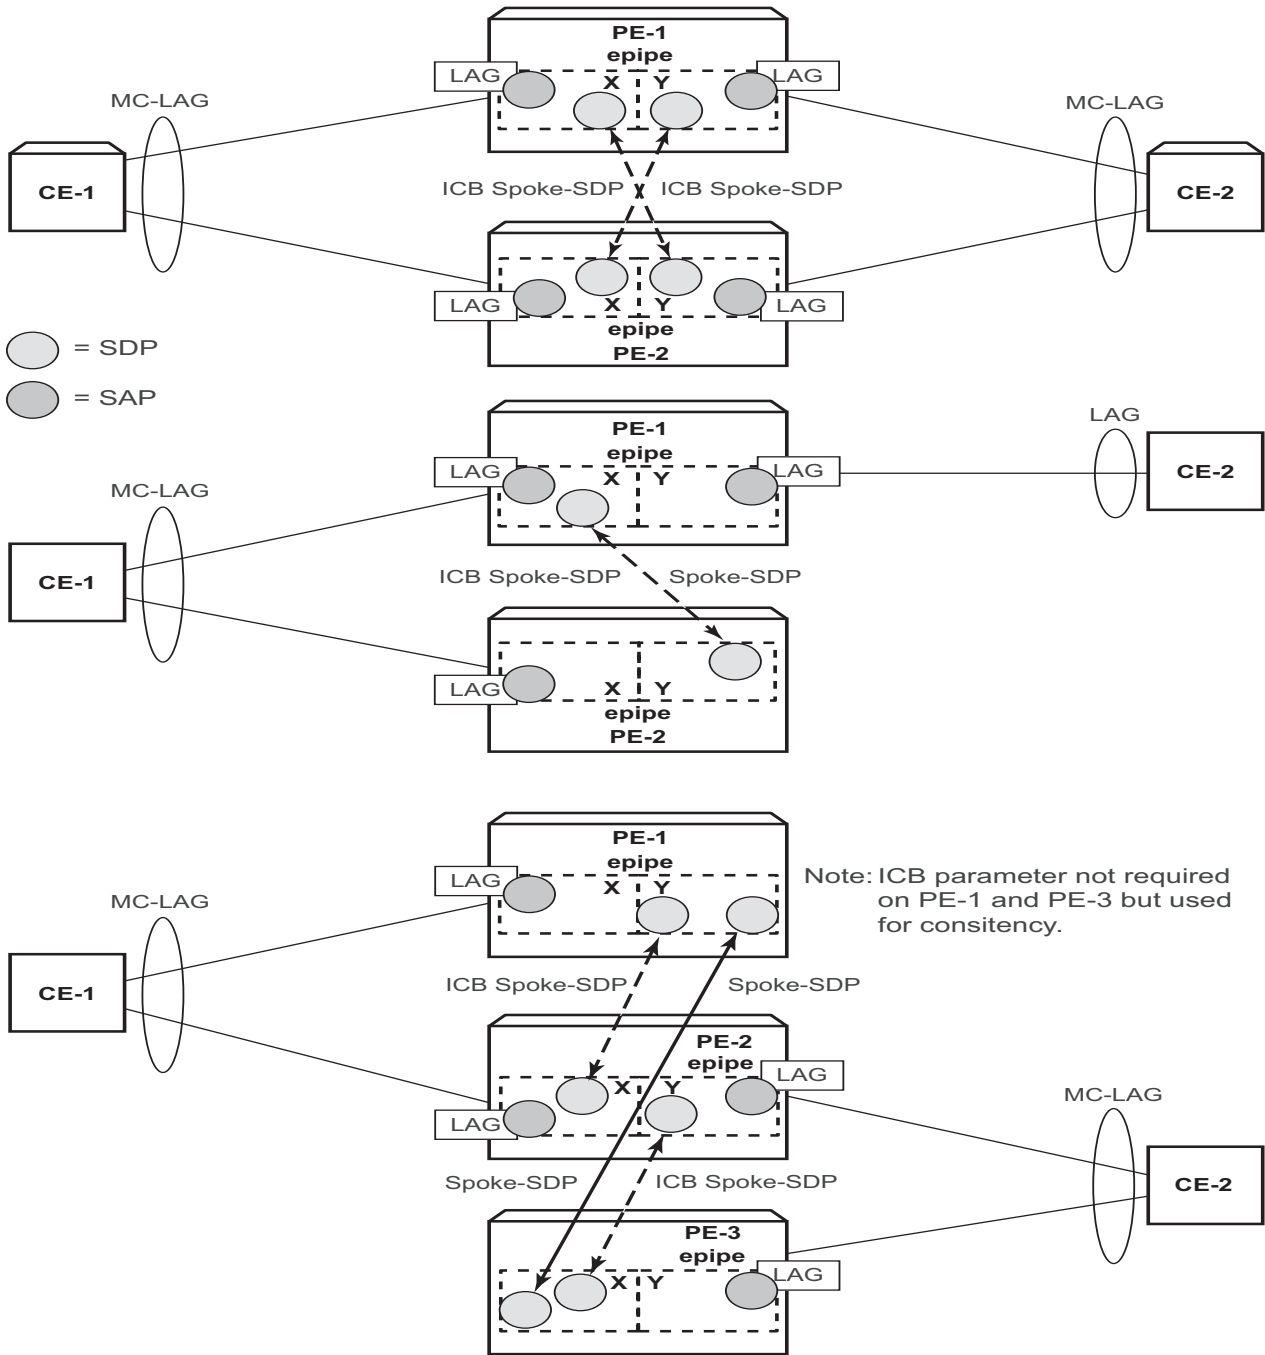 PE-1
epipe
LAG
X
Y
LAG
MC-LAG
MC-LAG
CE-1
ICB Spoke-SDP
ICB Spoke-SDP
CE-2
LAG
X
Y
LAG
epipe
PE-2
= SDP
= SAP
PE-1
epipe
LAG
X
Y
LAG
LAG
CE-2
MC-LAG
CE-1
ICB Spoke-SDP
Spoke-SDP
LAG
X
Y
epipe
PE-2
PE-1
epipe
LAG
X
Y
Note: ICB parameter not required
on PE-1 and PE-3 but used
for consitency.
MC-LAG
CE-1
ICB Spoke-SDP
Spoke-SDP
PE-2
epipe
LAG
X
Y
LAG
MC-LAG
Spoke-SDP
ICB Spoke-SDP
CE-2
PE-3
epipe
X
Y
LAG